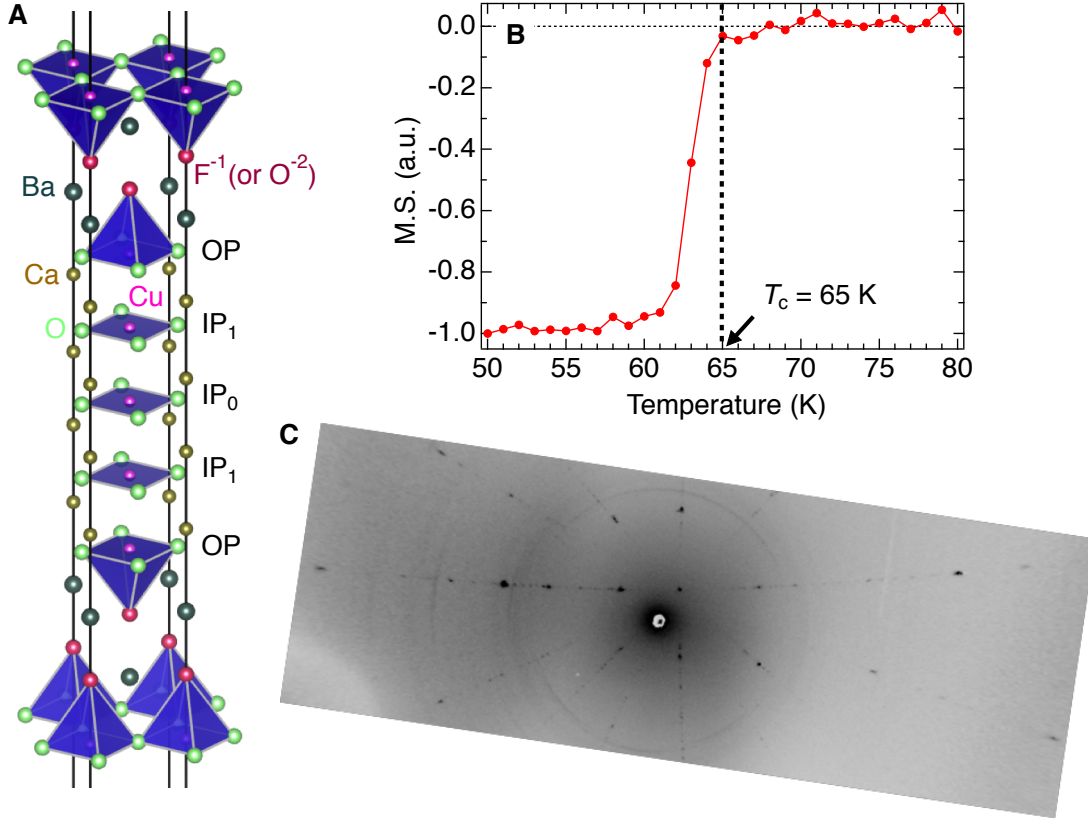 A
F⁻¹(or O⁻²)
Ba
OP
Ca
Cu
O
IP₁
IP₀
IP₁
OP
B
0.0
-0.2
-0.4
-0.6
-0.8
-1.0
M.S. (a.u.)
Tc = 65 K
50 55 60 65 70 75 80
Temperature (K)
C